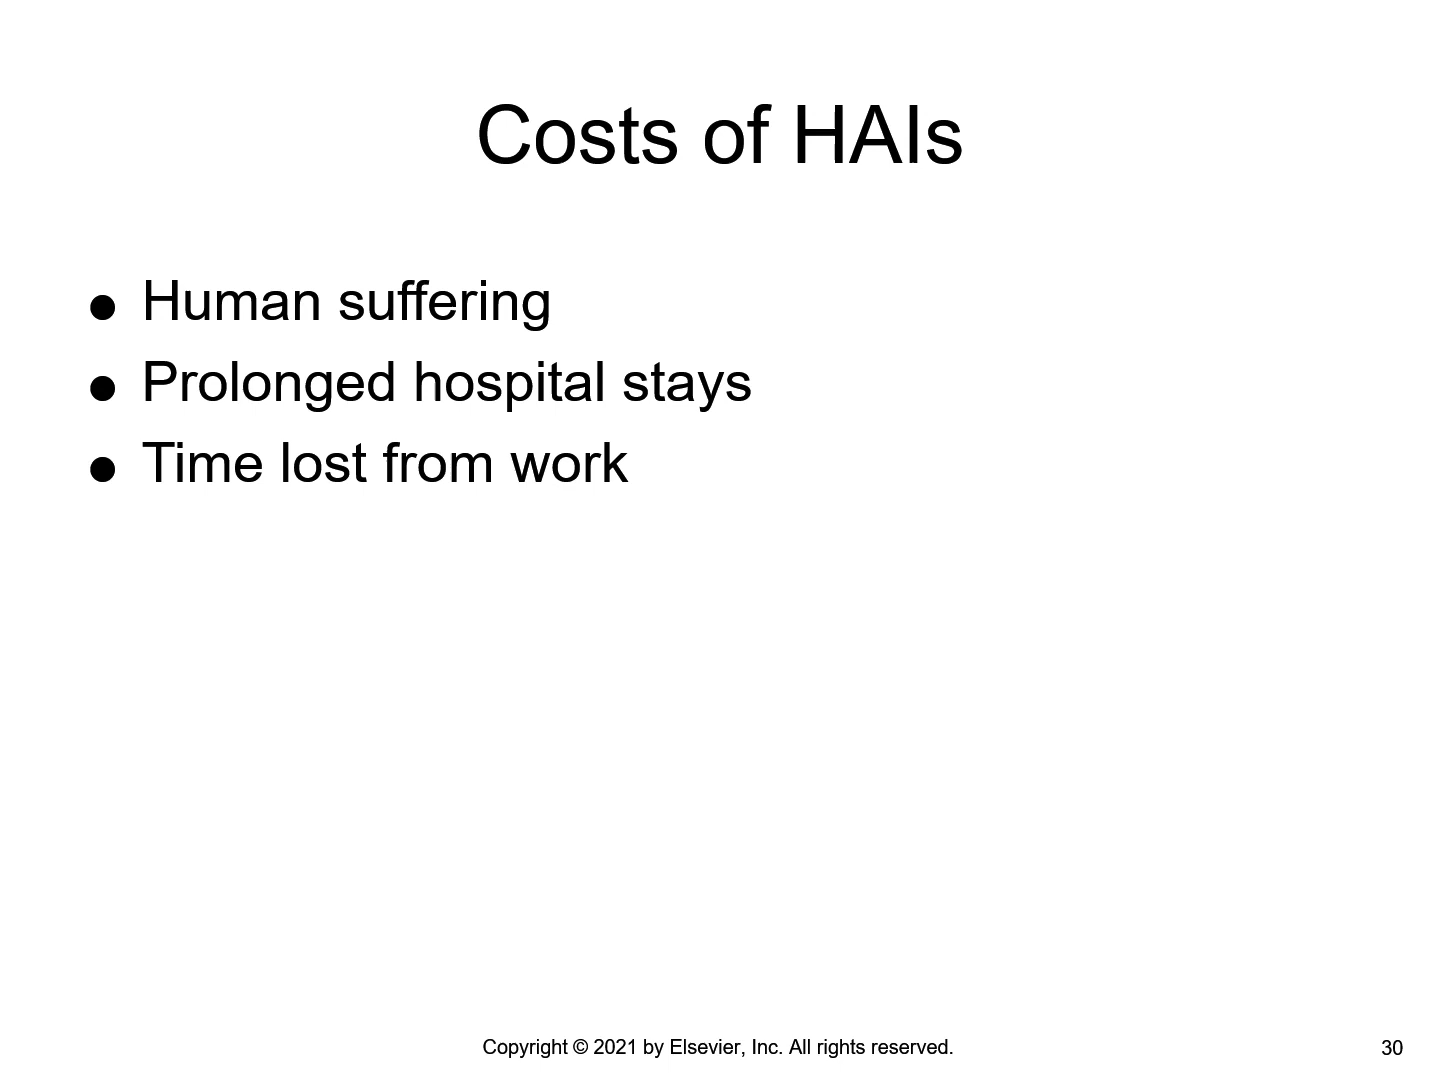 Costs of HAIs
● Human suffering
● Prolonged hospital stays
● Time lost from work
Copyright © 2021 by Elsevier, Inc. All rights reserved.
30